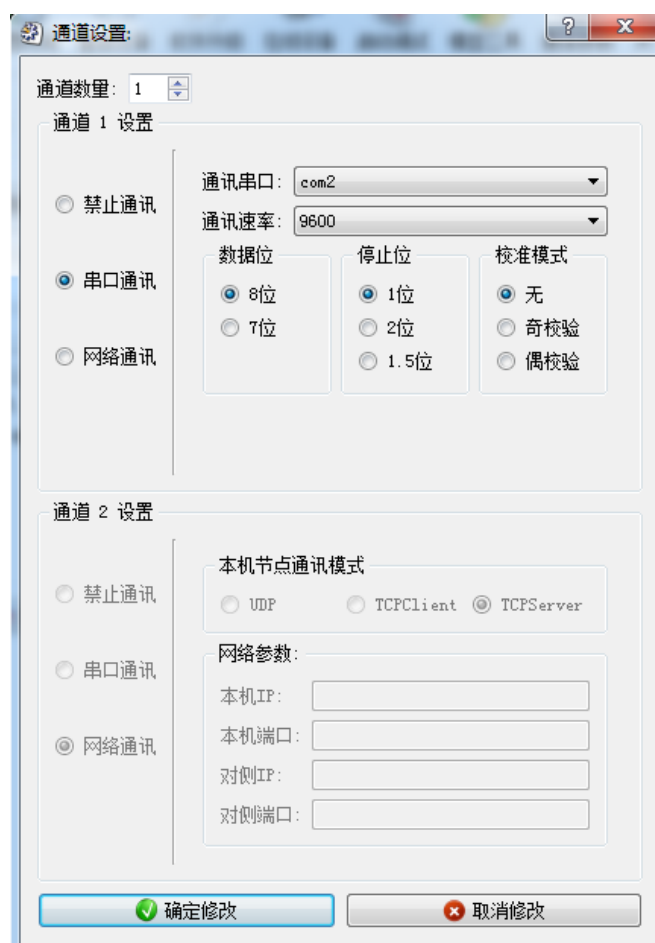 通道设置:
通道数量: 1
通道 1 设置
禁止通讯
串口通讯
网络通讯
通讯串口: com2
通讯速率: 9600
数据位
8位
7位
停止位
1位
2位
1.5位
校准模式
无
奇校验
偶校验
通道 2 设置
禁止通讯
串口通讯
网络通讯
本机节点通讯模式
UDP TCPClient TCPServer
网络参数:
本机IP:
本机端口:
对侧IP:
对侧端口:
确定修改 取消修改